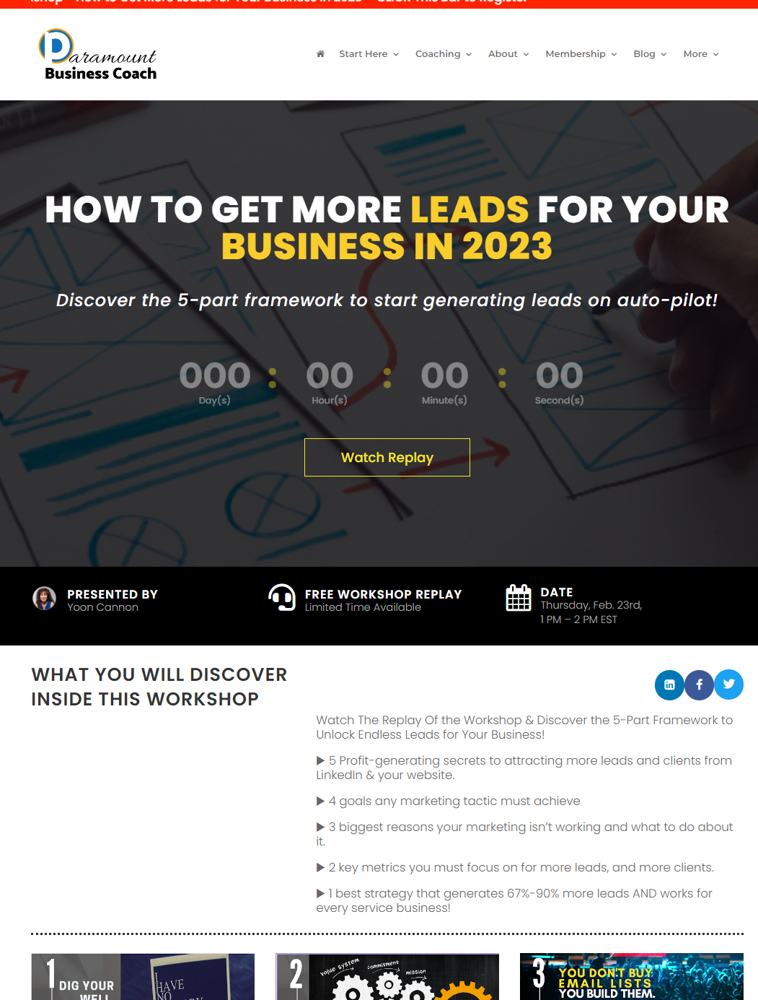 How to Get More Leads for Your Business in 2023 - CLICK This Bar to Register
Paramount
Business Coach
Start Here
Coaching
About
Membership
Blog
More
HOW TO GET MORE LEADS FOR YOUR
BUSINESS IN 2023
Discover the 5-part framework to start generating leads on auto-pilot!
000 : 00 : 00 : 00
Day(s) Hour(s) Minute(s) Second(s)
Watch Replay
PRESENTED BY
Yoon Cannon
FREE WORKSHOP REPLAY
Limited Time Available
DATE
Thursday, Feb. 23rd,
1 PM – 2 PM EST
WHAT YOU WILL DISCOVER
INSIDE THIS WORKSHOP
Watch The Replay Of the Workshop & Discover the 5-Part Framework to
Unlock Endless Leads for Your Business!
▶ 5 Profit-generating secrets to attracting more leads and clients from
LinkedIn & your website.
▶ 4 goals any marketing tactic must achieve
▶ 3 biggest reasons your marketing isn’t working and what to do about
it.
▶ 2 key metrics you must focus on for more leads, and more clients.
▶ 1 best strategy that generates 67%-90% more leads AND works for
every service business!
1
DIG YOUR
WELL
I
HAVE
NO
2
value system
commitment
mission
3
YOU DON'T BUY
EMAIL LISTS
YOU BUILD THEM.